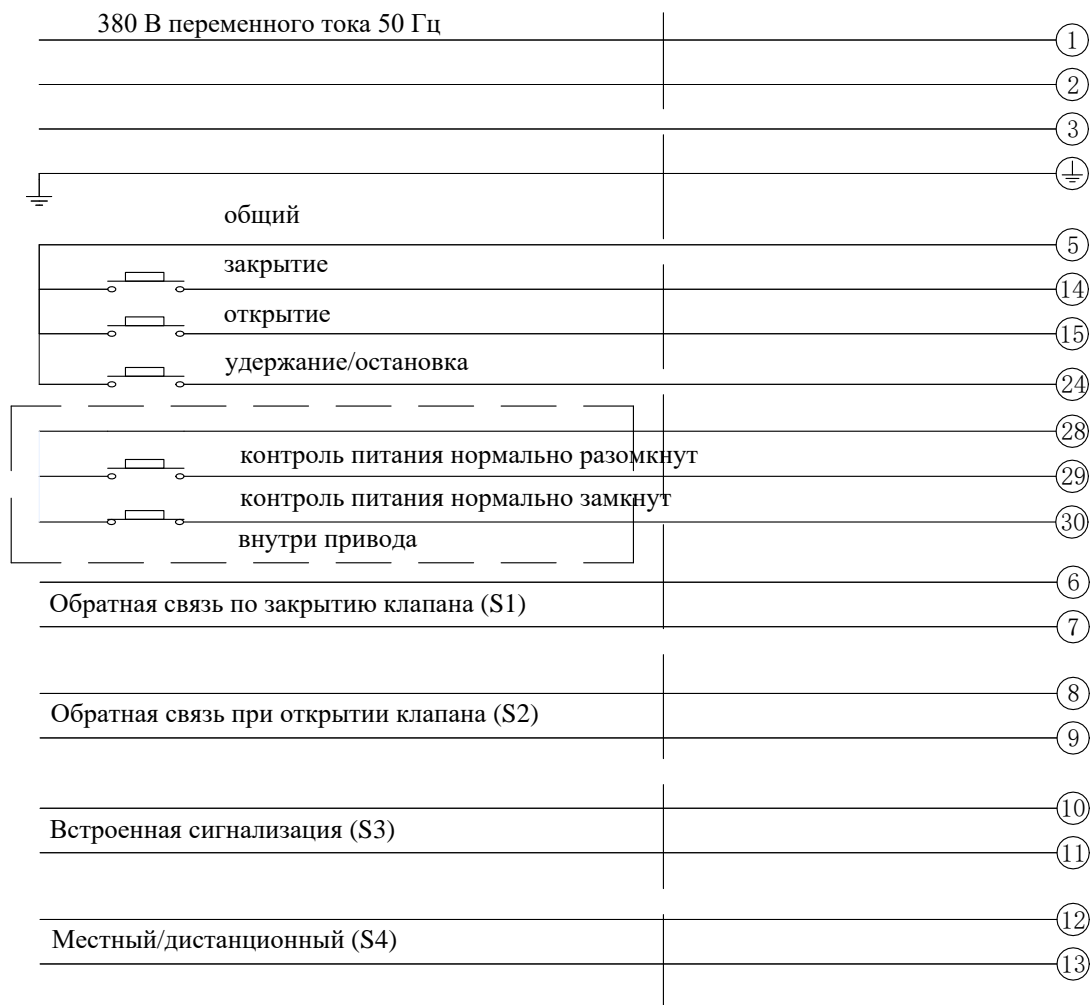 380 В переменного тока 50 Гц
1
2
3
общий
5
закрытие
14
открытие
15
удержание/остановка
24
28
контроль питания нормально разомкнут
29
контроль питания нормально замкнут
30
внутри привода
6
Обратная связь по закрытию клапана (S1)
7
8
Обратная связь при открытии клапана (S2)
9
10
Встроенная сигнализация (S3)
11
12
Местный/дистанционный (S4)
13